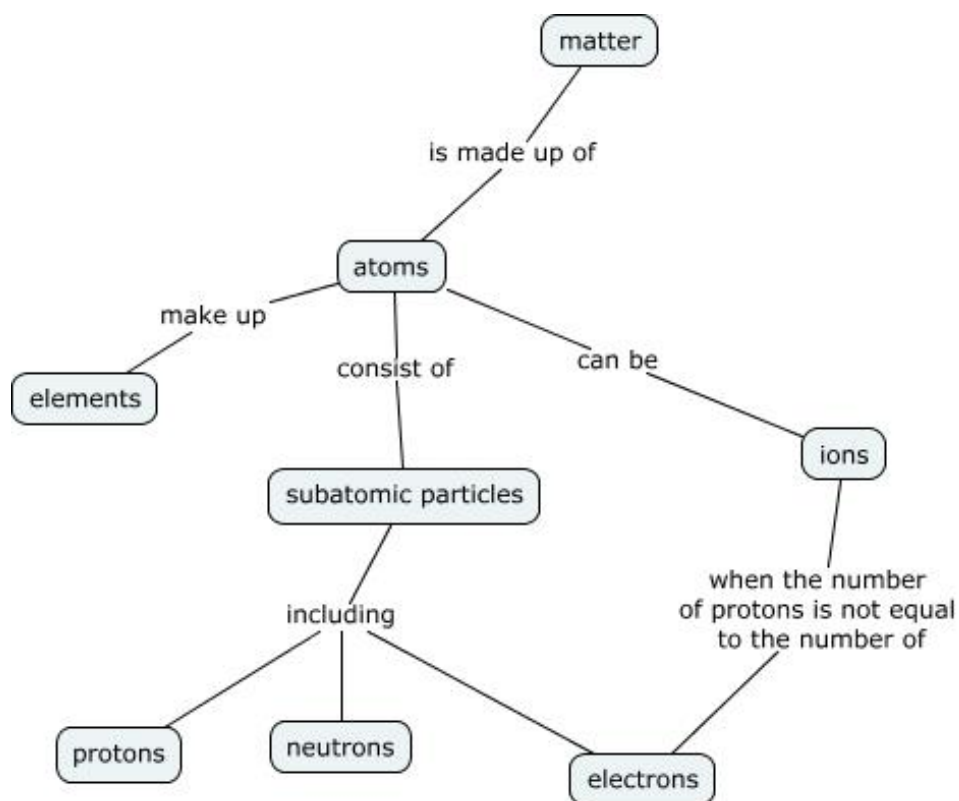 matter
is made up of
atoms
make up
consist of
can be
elements
ions
subatomic particles
when the number
of protons is not equal
to the number of
including
protons
neutrons
electrons